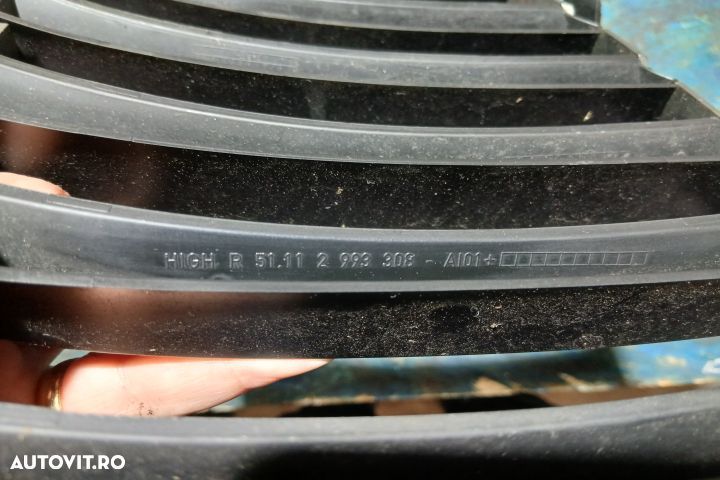 HIGH R 51.11 2 993 308 - AI01+
AUTOVIT.RO